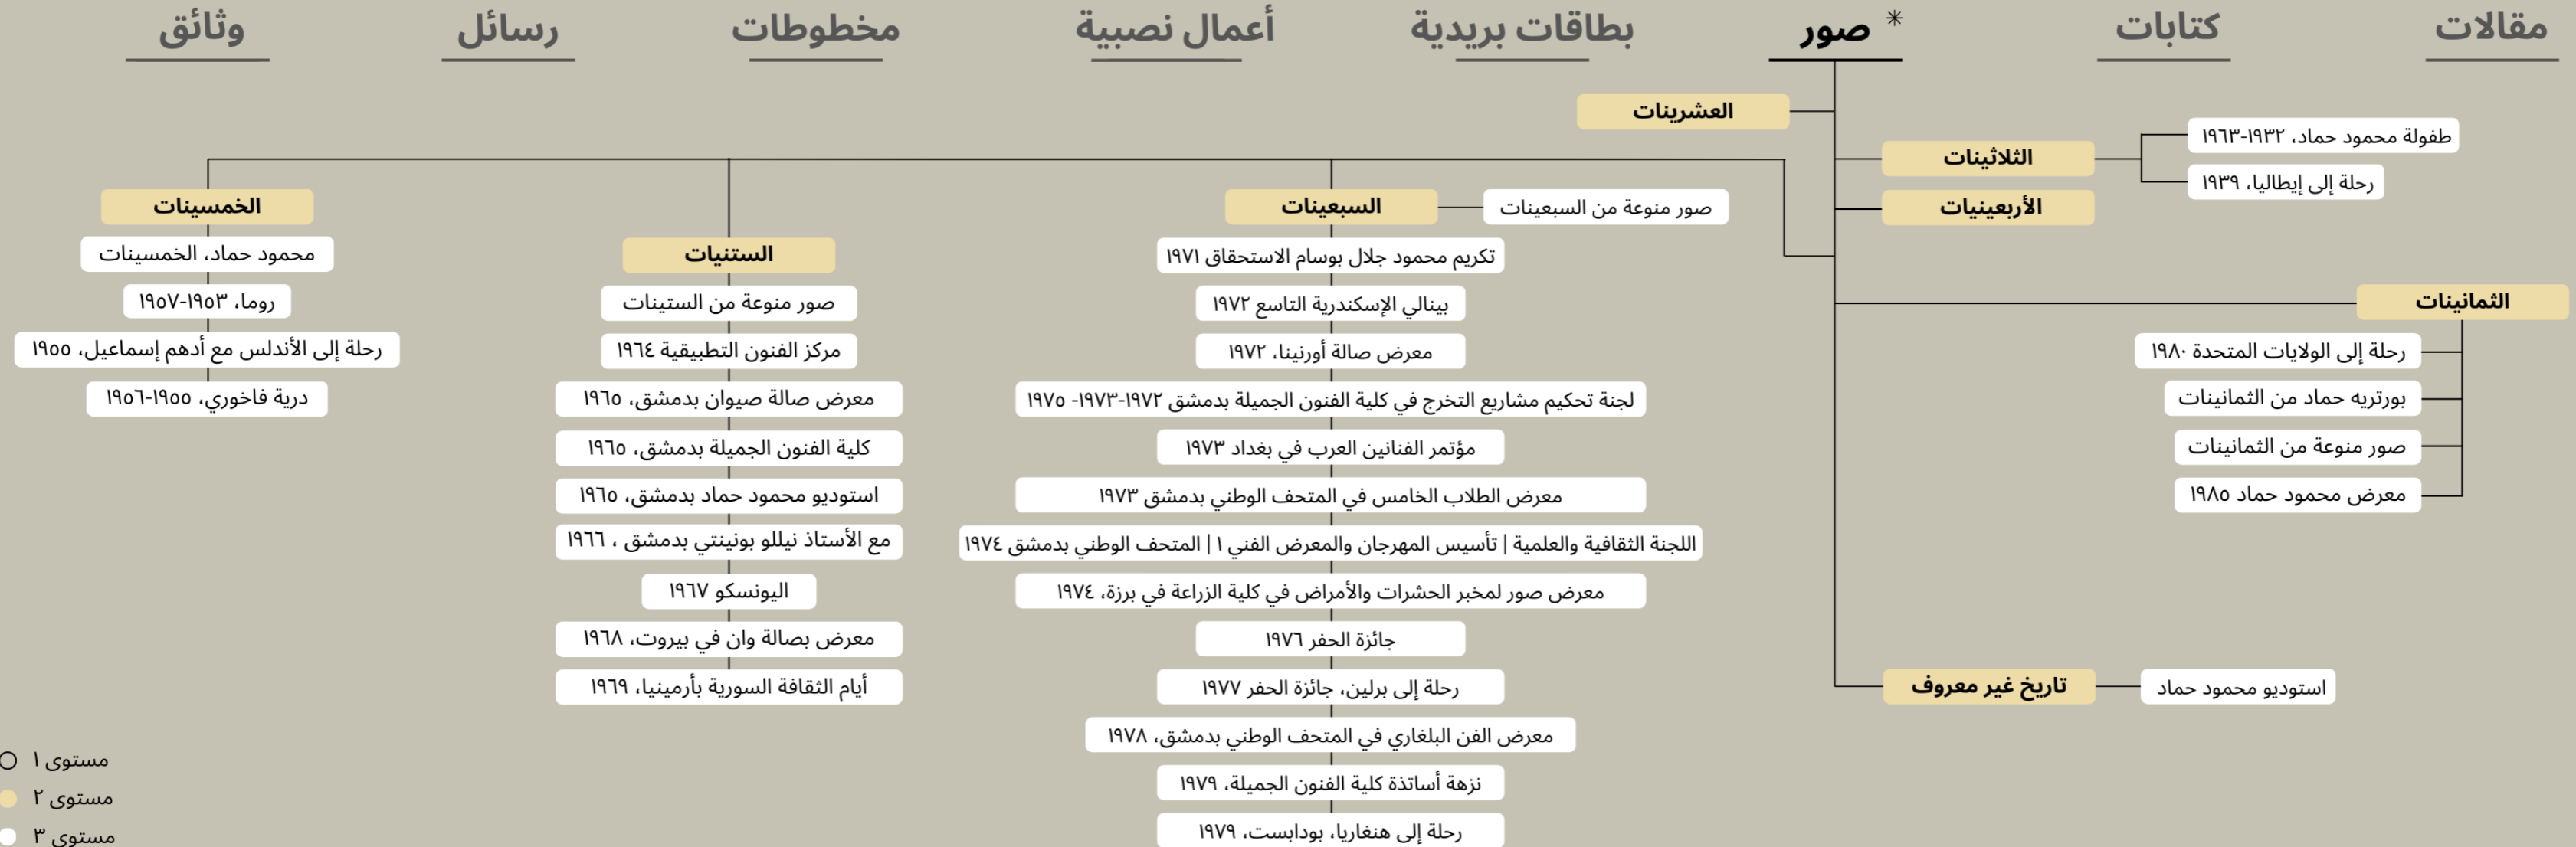 مقالات
كتابات
صور *
بطاقات بريدية
أعمال نصبية
مخطوطات
رسائل
وثائق
العشرينات
الثلاثينات
طفولة محمود حماد، ١٩٣٢-١٩٦٣
رحلة إلى إيطاليا، ١٩٣٩
الأربعينيات
الثمانينات
رحلة إلى الولايات المتحدة ١٩٨٠
بورتريه حماد من الثمانينات
صور منوعة من الثمانينات
معرض محمود حماد ١٩٨٥
تاريخ غير معروف
استوديو محمود حماد
السبعينات
صور منوعة من السبعينات
تكريم محمود جلال بوسام الاستحقاق ١٩٧١
بينالي الإسكندرية التاسع ١٩٧٢
معرض صالة أورنينا، ١٩٧٢
لجنة تحكيم مشاريع التخرج في كلية الفنون الجميلة بدمشق ١٩٧٢-١٩٧٣- ١٩٧٥
مؤتمر الفنانين العرب في بغداد ١٩٧٣
معرض الطلاب الخامس في المتحف الوطني بدمشق ١٩٧٣
اللجنة الثقافية والعلمية | تأسيس المهرجان والمعرض الفني ١ | المتحف الوطني بدمشق ١٩٧٤
معرض صور لمخبر الحشرات والأمراض في كلية الزراعة في برزة، ١٩٧٤
جائزة الحفر ١٩٧٦
رحلة إلى برلين، جائزة الحفر ١٩٧٧
معرض الفن البلغاري في المتحف الوطني بدمشق، ١٩٧٨
نزهة أساتذة كلية الفنون الجميلة، ١٩٧٩
رحلة إلى هنغاريا، بودابست، ١٩٧٩
الستنيات
صور منوعة من الستينات
مركز الفنون التطبيقية ١٩٦٤
معرض صالة صيوان بدمشق، ١٩٦٥
كلية الفنون الجميلة بدمشق، ١٩٦٥
استوديو محمود حماد بدمشق، ١٩٦٥
مع الأستاذ نيللو بونينتي بدمشق ، ١٩٦٦
اليونسكو ١٩٦٧
معرض بصالة وان في بيروت، ١٩٦٨
أيام الثقافة السورية بأرمينيا، ١٩٦٩
الخمسينات
محمود حماد، الخمسينات
روما، ١٩٥٣-١٩٥٧
رحلة إلى الأندلس مع أدهم إسماعيل، ١٩٥٥
درية فاخوري، ١٩٥٥-١٩٥٦
مستوى ١
مستوى ٢
مستوى ٣